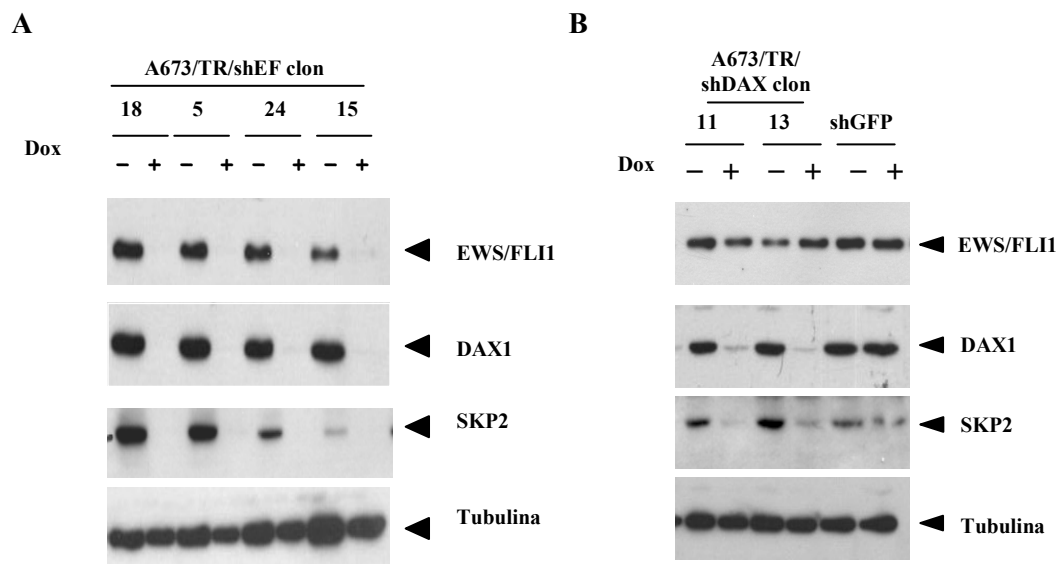 A
A673/TR/shEF clon
18 5 24 15
Dox
– + – + – + – +
EWS/FLI1
DAX1
SKP2
Tubulina
B
A673/TR/
shDAX clon
11 13 shGFP
Dox
– + – + – +
EWS/FLI1
DAX1
SKP2
Tubulina